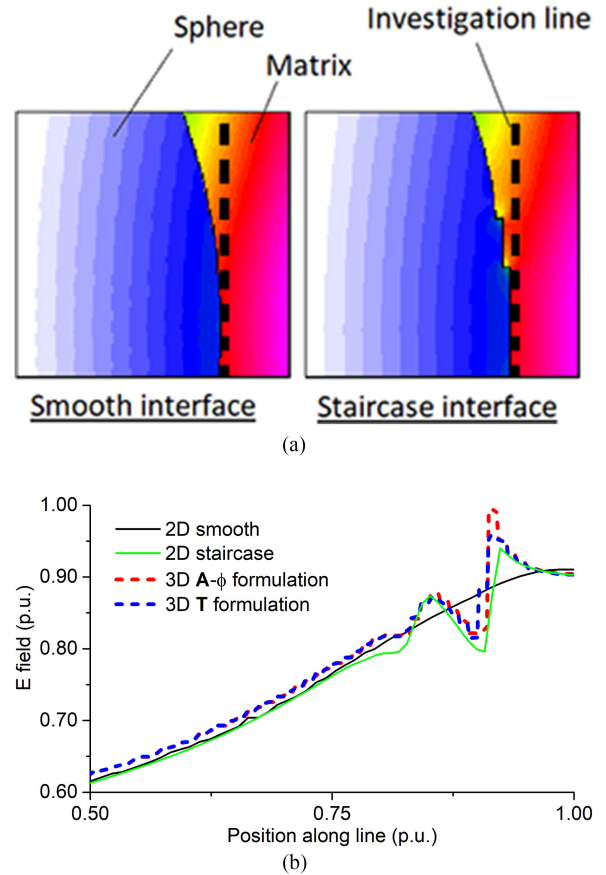 Sphere
Investigation line
Matrix
Smooth interface
Staircase interface
(a)
1.00
2D smooth
2D staircase
0.90
3D A-ϕ formulation
3D T formulation
0.80
E field (p.u.)
0.70
0.60
0.50
0.75
1.00
Position along line (p.u.)
(b)